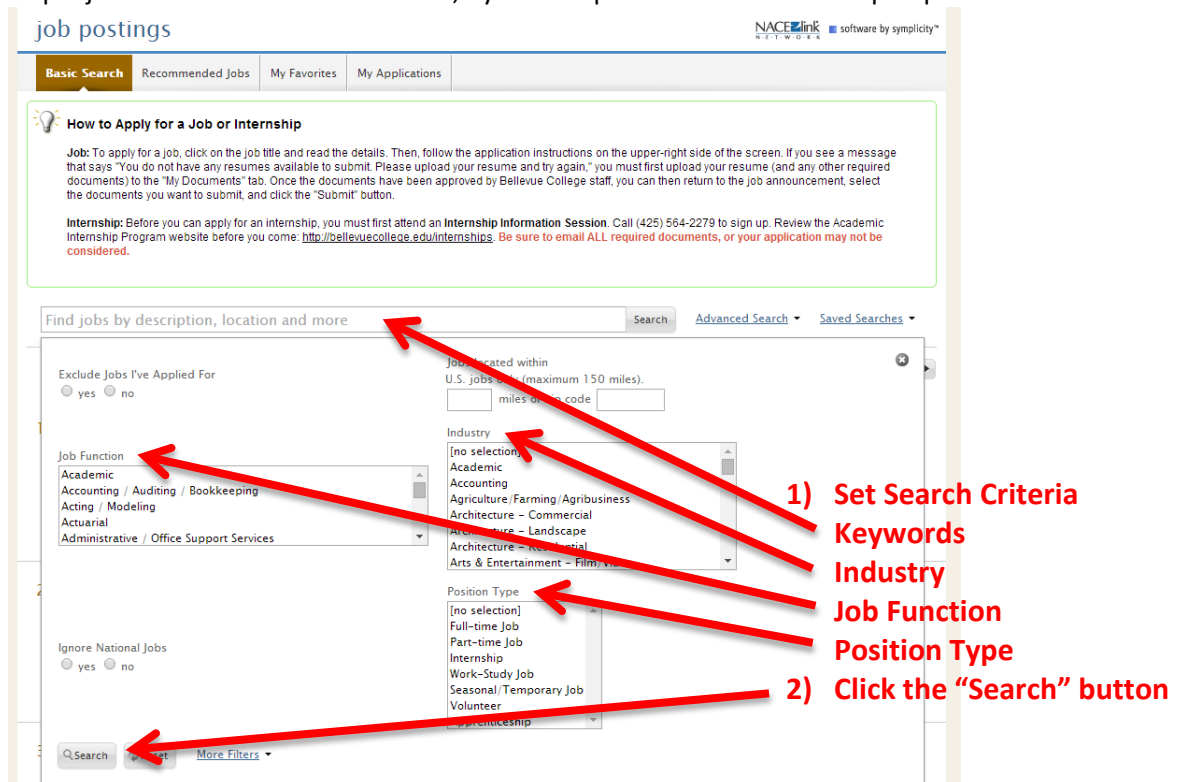 job postings
NACElink NETWORK software by symplicity™
Basic Search Recommended Jobs My Favorites My Applications
How to Apply for a Job or Internship
Job: To apply for a job, click on the job title and read the details. Then, follow the application instructions on the upper-right side of the screen. If you see a message
that says "You do not have any resumes available to submit. Please upload your resume and try again," you must first upload your resume (and any other required
documents) to the "My Documents" tab. Once the documents have been approved by Bellevue College staff, you can then return to the job announcement, select
the documents you want to submit, and click the "Submit" button.
Internship: Before you can apply for an internship, you must first attend an Internship Information Session. Call (425) 564-2279 to sign up. Review the Academic
Internship Program website before you come: http://bellevuecollege.edu/internships. Be sure to email ALL required documents, or your application may not be
considered.
Find jobs by description, location and more Search Advanced Search Saved Searches
Exclude Jobs I've Applied For
yes no
Jobs located within
U.S. jobs only (maximum 150 miles).
miles of zip code
Job Function
Academic
Accounting / Auditing / Bookkeeping
Acting / Modeling
Actuarial
Administrative / Office Support Services
Industry
[no selection]
Academic
Accounting
Agriculture/Farming/Agribusiness
Architecture - Commercial
Architecture - Landscape
Architecture - Residential
Arts & Entertainment - Film/
Ignore National Jobs
yes no
Position Type
[no selection]
Full-time Job
Part-time Job
Internship
Work-Study Job
Seasonal/Temporary Job
Volunteer
Apprenticeship
Search Reset More Filters
1) Set Search Criteria
Keywords
Industry
Job Function
Position Type
2) Click the “Search” button